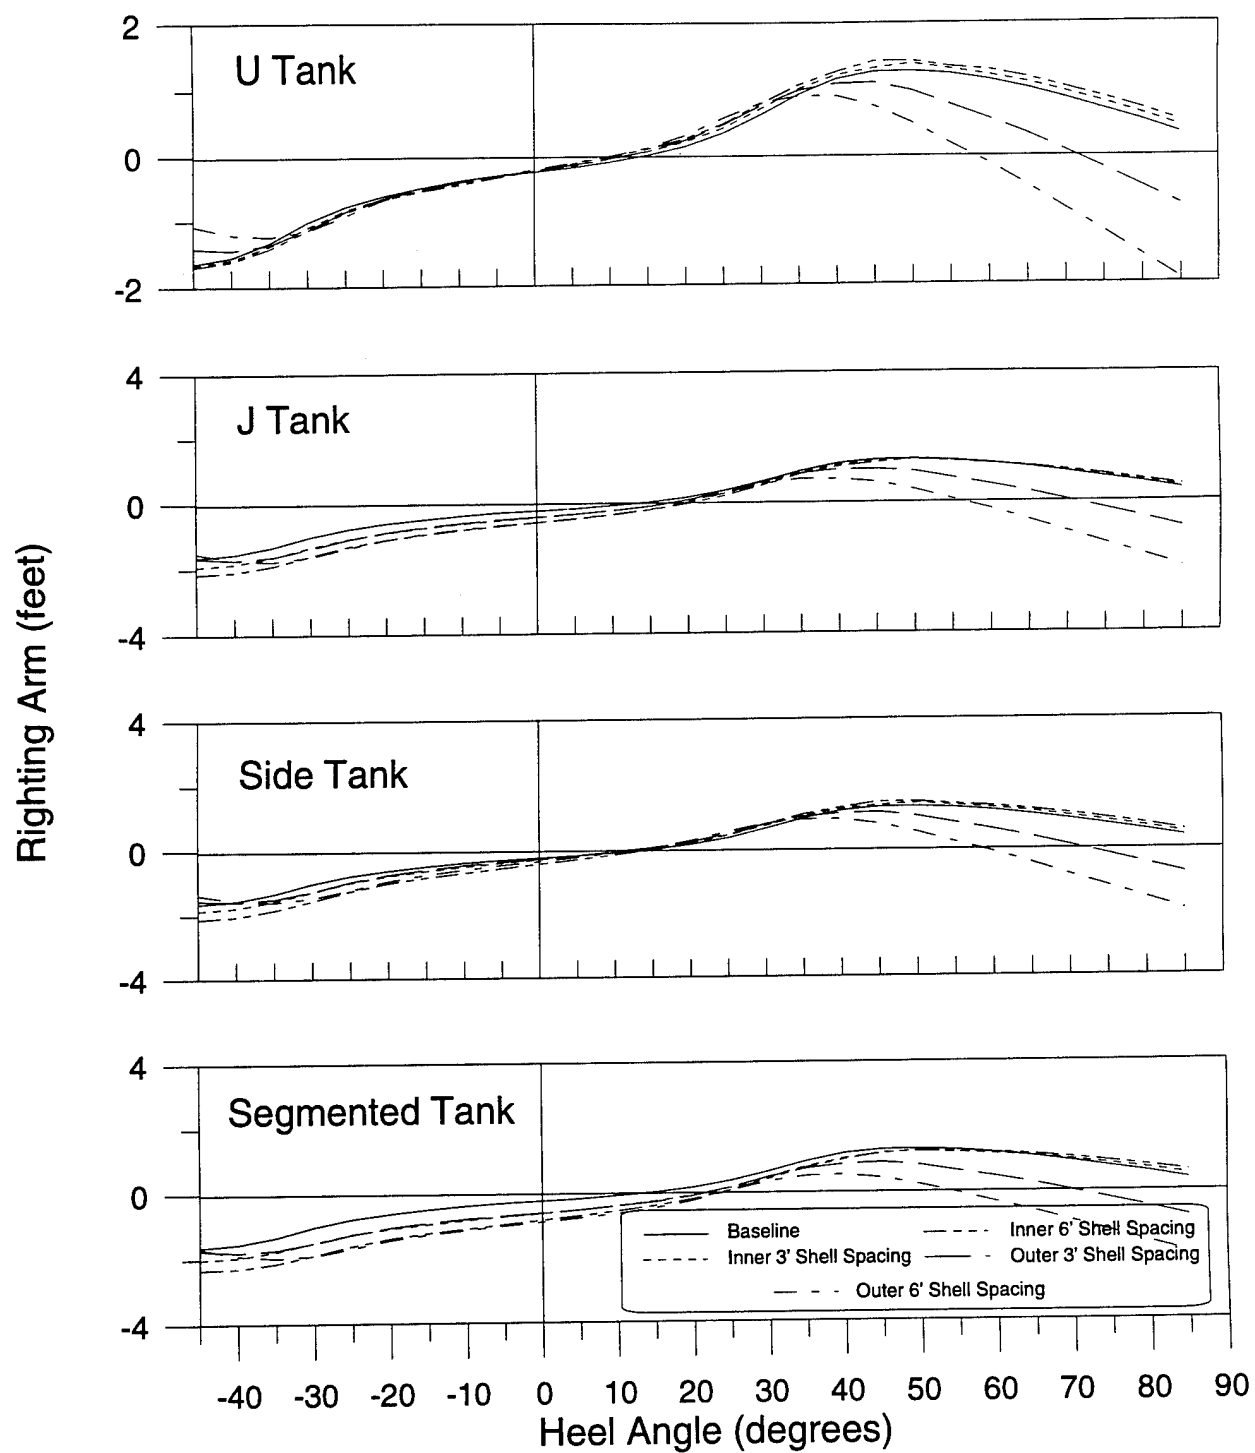 2
U Tank
0
-2
4
J Tank
0
-4
Righting Arm (feet)
4
Side Tank
0
-4
4
Segmented Tank
0
Baseline
Inner 6' Shell Spacing
Inner 3' Shell Spacing
Outer 3' Shell Spacing
Outer 6' Shell Spacing
-4
-40 -30 -20 -10 0 10 20 30 40 50 60 70 80 90
Heel Angle (degrees)